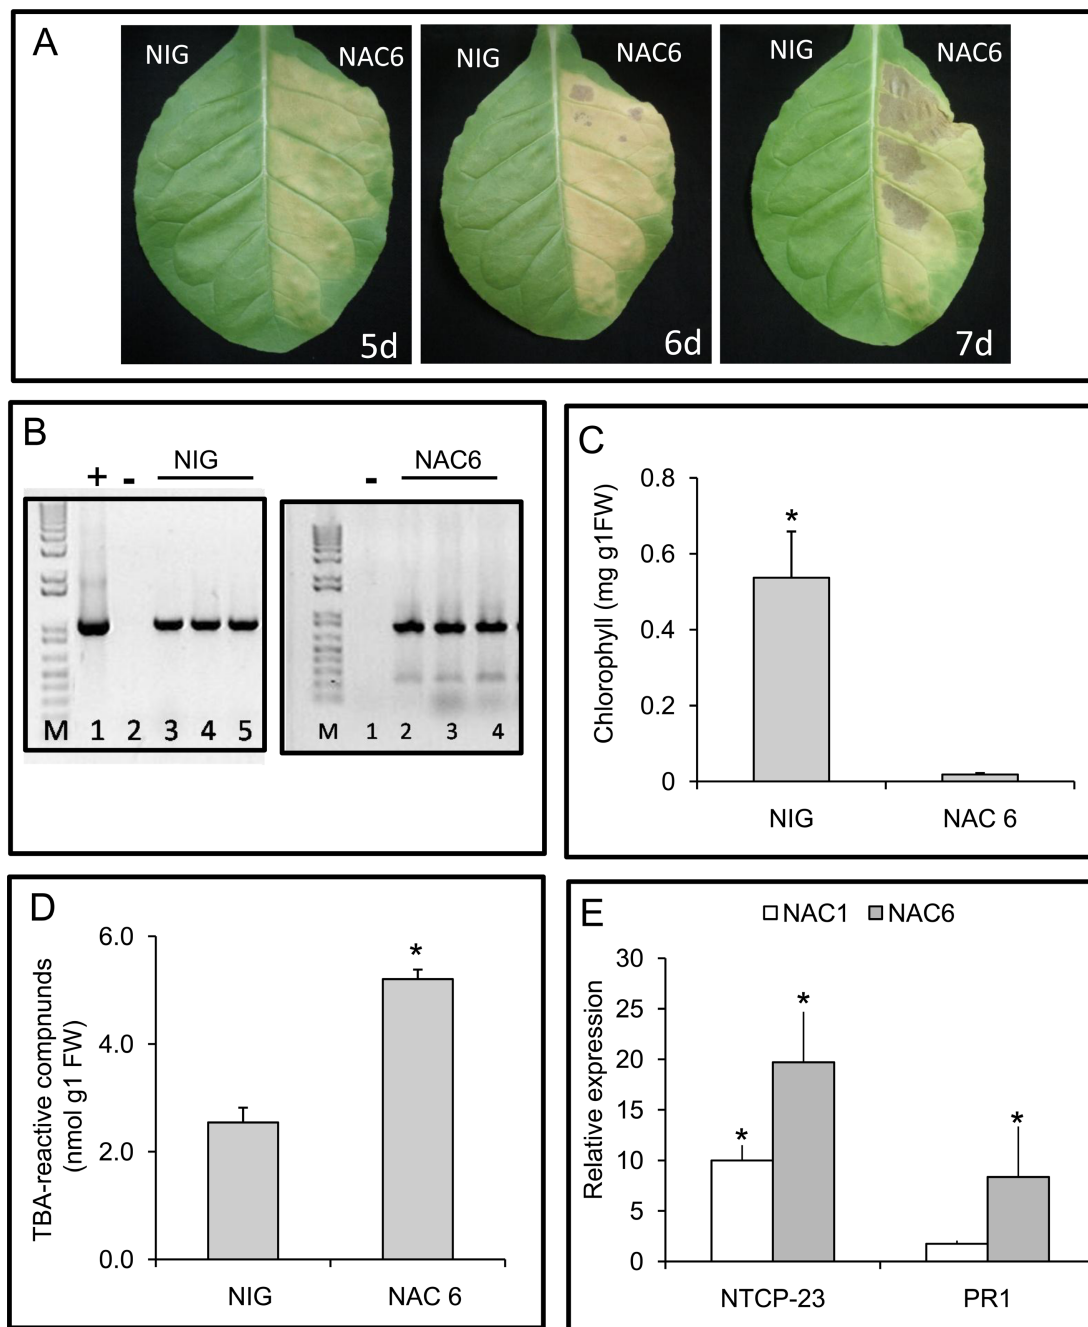 A
NIG NAC6 NIG NAC6 NIG NAC6
5d 6d 7d
B
+ - NIG - NAC6
M 1 2 3 4 5 M 1 2 3 4
C
Chlorophyll (mg g1FW)
0.8
0.6
0.4
0.2
0
*
NIG NAC 6
D
TBA-reactive compnunds
(nmol g1 FW)
6.0
4.0
2.0
0.0
*
NIG NAC 6
E
NAC1 NAC6
Relative expression
30
25
20
15
10
5
0
* * *
NTCP-23 PR1